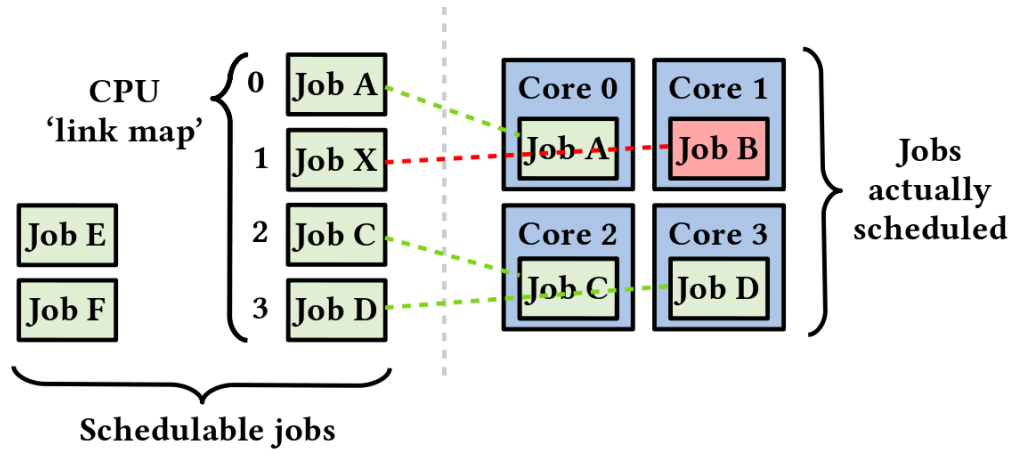 CPU
‘link map’
0
Job A
1
Job X
2
Job C
3
Job D
Job E
Job F
Schedulable jobs
Core 0
Job A
Core 1
Job B
Core 2
Job C
Core 3
Job D
Jobs
actually
scheduled